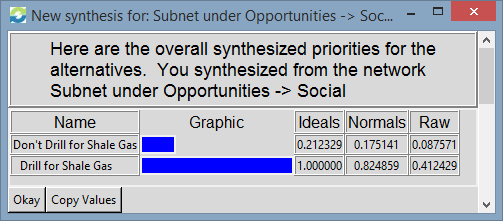 New synthesis for: Subnet under Opportunities -> Soc...
Here are the overall synthesized priorities for the
alternatives. You synthesized from the network
Subnet under Opportunities -> Social
Name Graphic Ideals Normals Raw
Don't Drill for Shale Gas 0.212329 0.175141 0.087571
Drill for Shale Gas 1.000000 0.824859 0.412429
Okay Copy Values